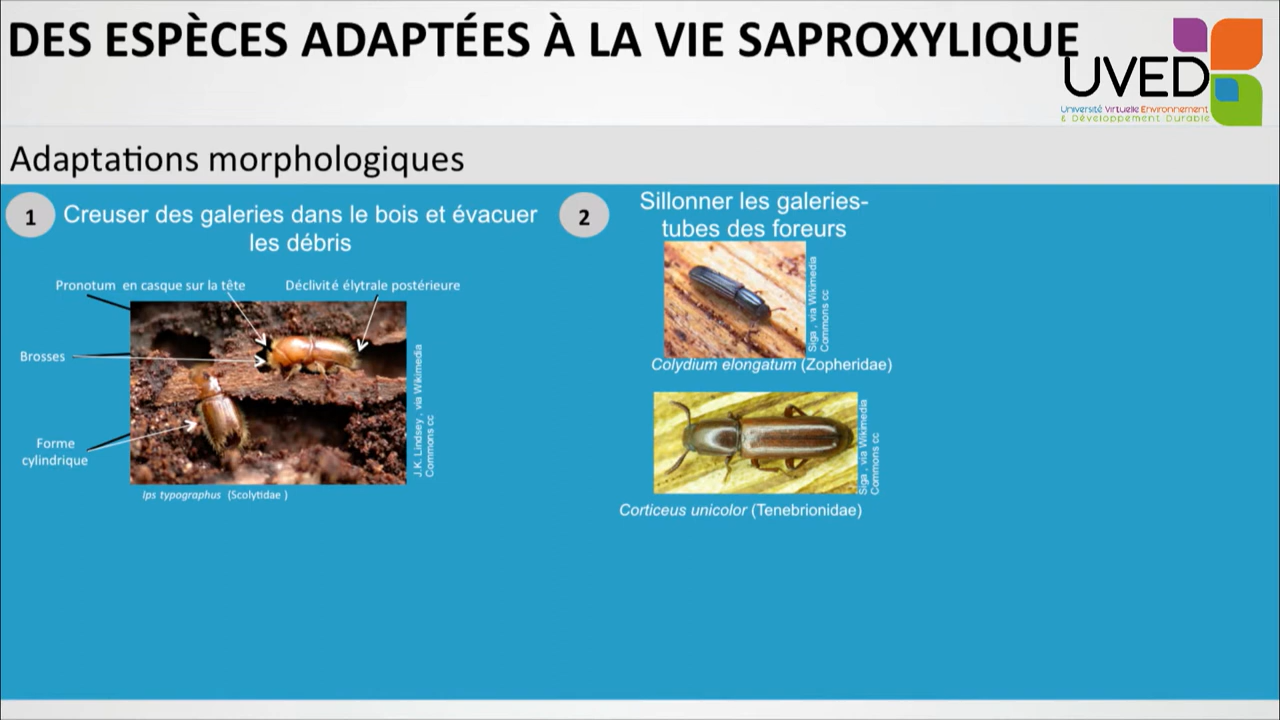 DES ESPÈCES ADAPTÉES À LA VIE SAPROXYLIQUE
UVED
Université Virtuelle Environnement
& Développement Durable
Adaptations morphologiques
1
Creuser des galeries dans le bois et évacuer
les débris
Pronotum en casque sur la tête
Déclivité élytrale postérieure
Brosses
Forme
cylindrique
J.K. Lindsey , via Wikimedia
Commons cc
Ips typographus (Scolytidae )
2
Sillonner les galeries-
tubes des foreurs
Siga , via Wikimedia
Commons cc
Colydium elongatum (Zopheridae)
Siga , via Wikimedia
Commons cc
Corticeus unicolor (Tenebrionidae)